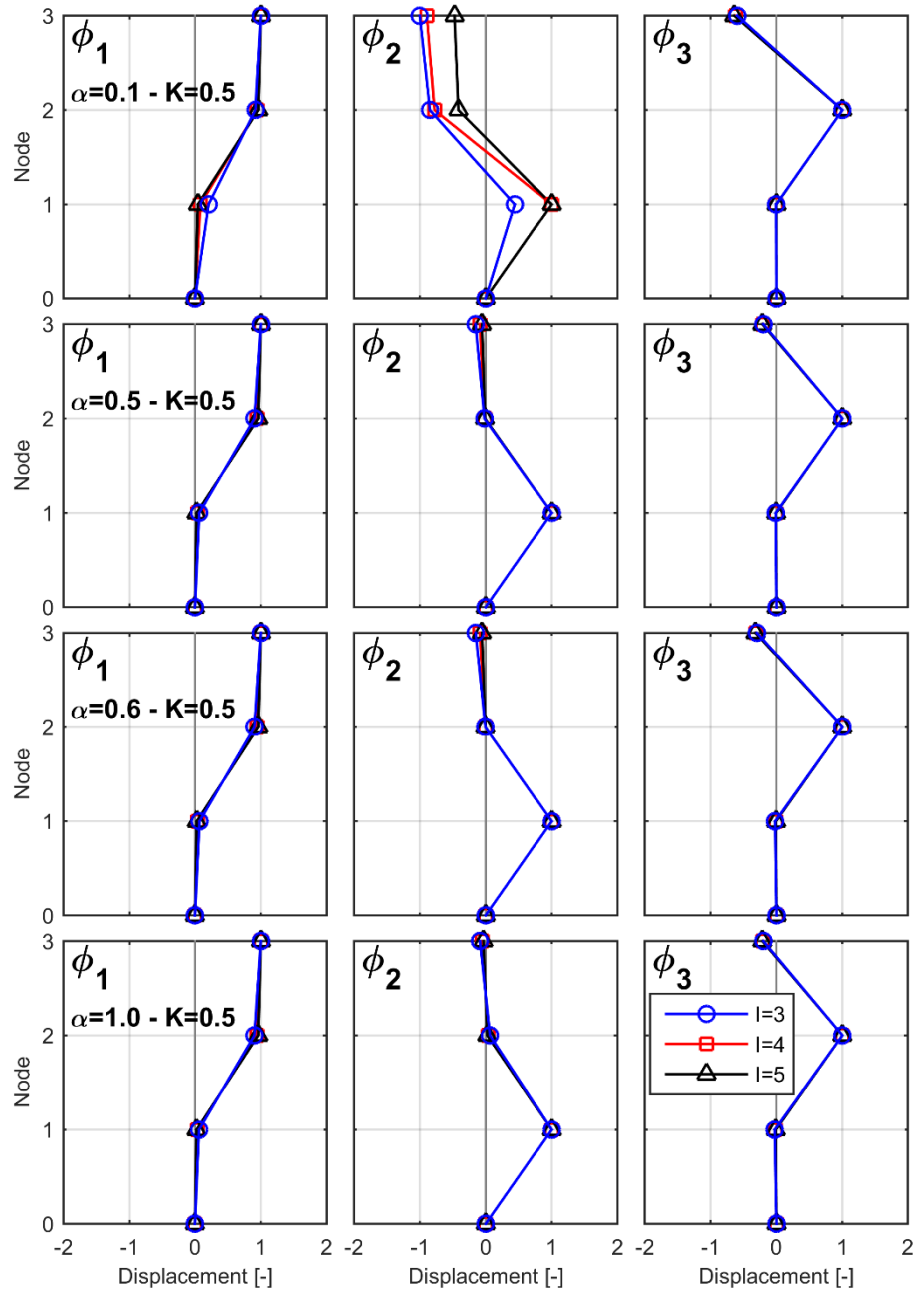 3
ϕ1
ϕ2
ϕ3
α=0.1 - K=0.5
2
Node
1
0
3
ϕ1
ϕ2
ϕ3
α=0.5 - K=0.5
2
Node
1
0
3
ϕ1
ϕ2
ϕ3
α=0.6 - K=0.5
2
Node
1
0
3
ϕ1
ϕ2
ϕ3
α=1.0 - K=0.5
2
I=3
I=4
I=5
Node
1
0
-2 -1 0 1 2
-2 -1 0 1 2
-2 -1 0 1 2
Displacement [-]
Displacement [-]
Displacement [-]